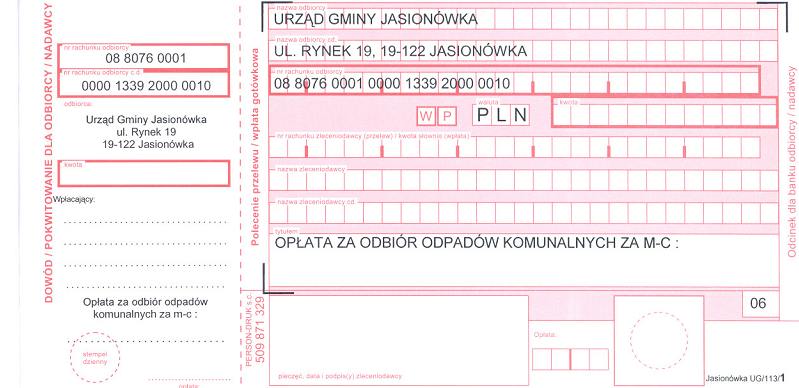 DOWÓD / POKWITOWANIE DLA ODBIORCY / NADAWCY
nr rachunku odbiorcy
08 8076 0001
nr rachunku odbiorcy c.d.
0000 1339 2000 0010
odbiorca:
Urząd Gminy Jasionówka
ul. Rynek 19
19-122 Jasionówka
kwota
Wpłacający:
Opłata za odbiór odpadów
komunalnych za m-c :
stempel
dzienny
opłata:
Polecenie przelewu / wpłata gotówkowa
PERSON-DRUK s.c.
509 871 329
nazwa odbiorcy
URZĄD GMINY JASIONÓWKA
nazwa odbiorcy cd.
UL. RYNEK 19, 19-122 JASIONÓWKA
nr rachunku odbiorcy
08 8076 0001 0000 1339 2000 0010
W P
waluta
PLN
kwota
nr rachunku zleceniodawcy (przelew) / kwota słownie (wpłata)
nazwa zleceniodawcy
nazwa zleceniodawcy cd.
tytułem
OPŁATA ZA ODBIÓR ODPADÓW KOMUNALNYCH ZA M-C :
06
pieczęć, data i podpis(y) zleceniodawcy
Opłata:
Jasionówka UG/113/1
Odcinek dla banku odbiorcy / nadawcy